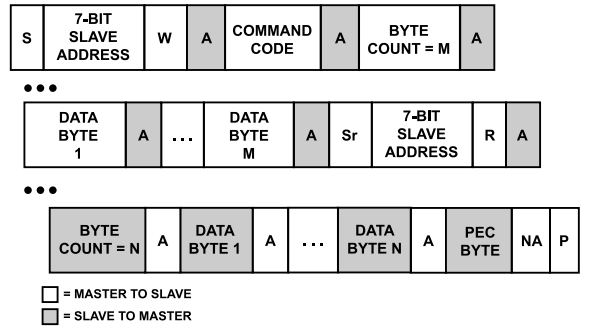 S 7-BIT SLAVE ADDRESS W A COMMAND CODE A BYTE COUNT = M A
•••
DATA BYTE 1 A ... DATA BYTE M A Sr 7-BIT SLAVE ADDRESS R A
•••
BYTE COUNT = N A DATA BYTE 1 A ... DATA BYTE N A PEC BYTE NA P
= MASTER TO SLAVE
= SLAVE TO MASTER